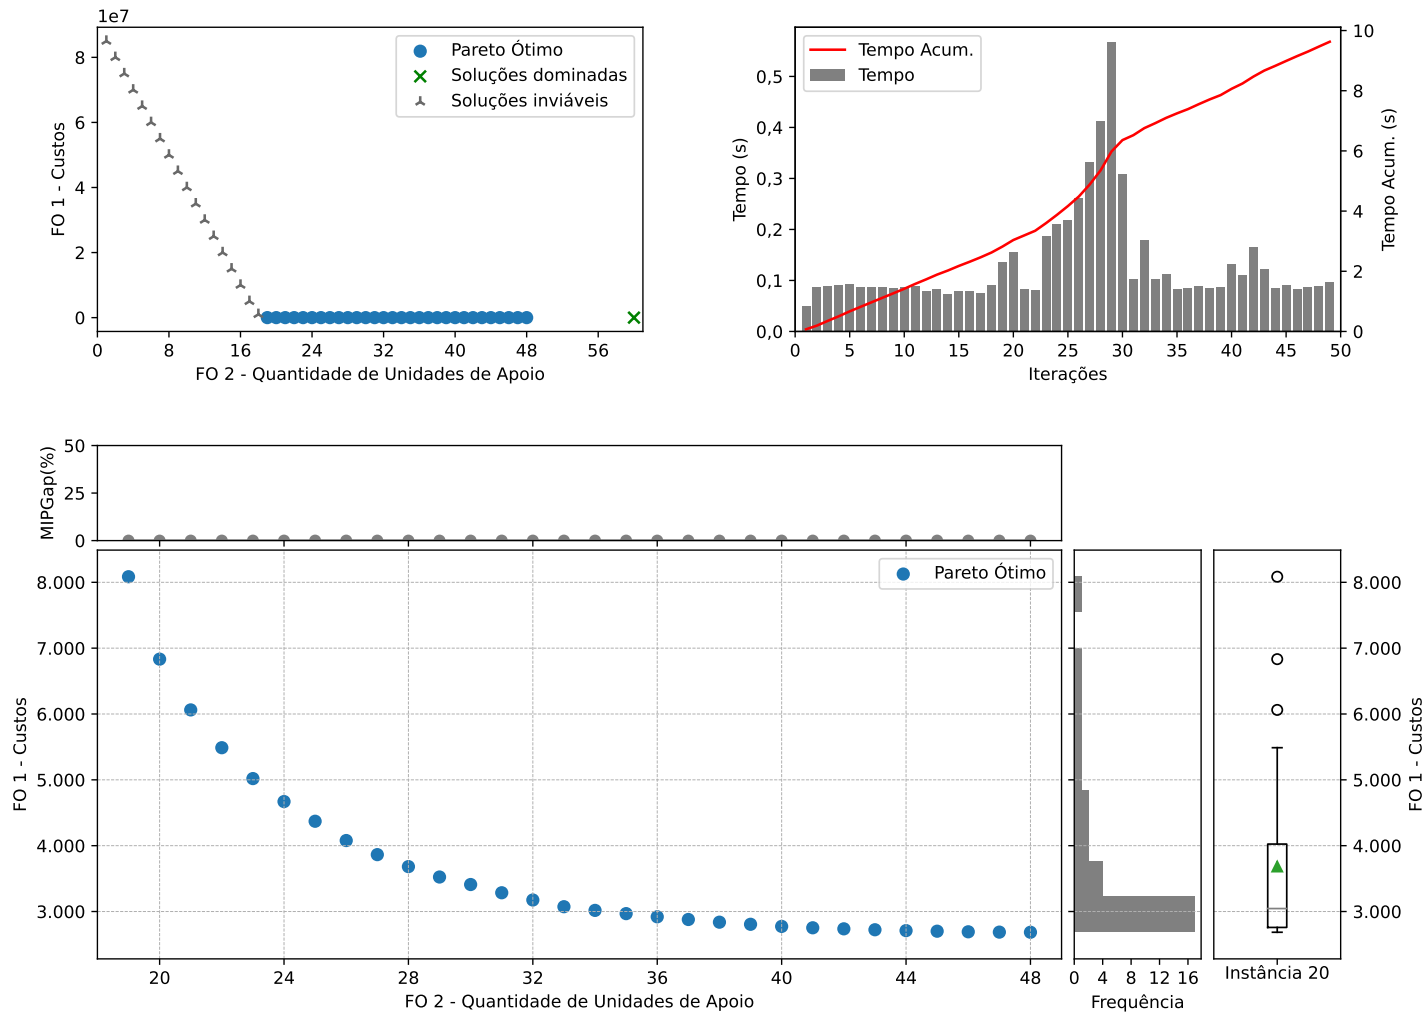 1e7
8
6
4
2
0
FO 1 - Custos
Pareto Ótimo
Soluções dominadas
Soluções inviáveis
0 8 16 24 32 40 48 56
FO 2 - Quantidade de Unidades de Apoio
Tempo Acum.
Tempo
0,5
0,4
0,3
0,2
0,1
0,0
Tempo (s)
10
8
6
4
2
0
Tempo Acum. (s)
0 5 10 15 20 25 30 35 40 45 50
Iterações
50
25
0
MIPGap(%)
Pareto Ótimo
8.000
7.000
6.000
5.000
4.000
3.000
FO 1 - Custos
20 24 28 32 36 40 44 48
FO 2 - Quantidade de Unidades de Apoio
0 4 8 12 16
Frequência
Instância 20
8.000
7.000
6.000
5.000
4.000
3.000
FO 1 - Custos